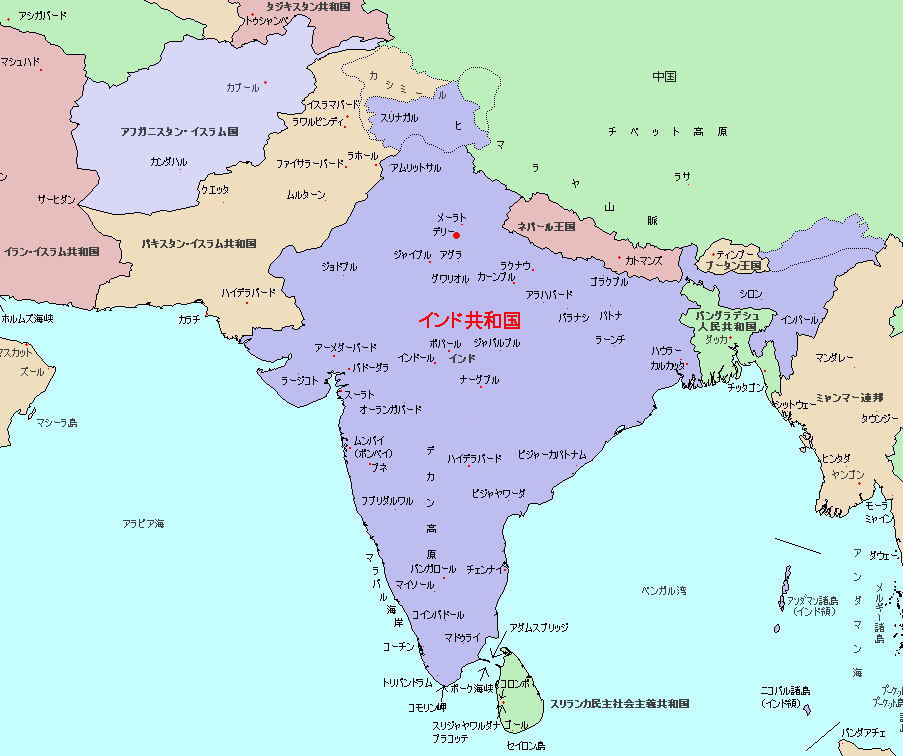 タジキスタン共和国
アシガバード
トゥシャンベ
マシュハド
中国
カシミール
カブール
イスラマバード
ラワルピンディ
スリナガル
ヒマラヤ山脈
アフガニスタン・イスラム国
チベット高原
カンダハル
ファイサラーバード
ラホール
アムリットサル
ラサ
クエッタ
ムルターン
サーヒダン
メーラト
デリー
ネパール王国
イラン・イスラム共和国
パキスタン・イスラム共和国
ジョドプル
ジャイプル
アグラ
ラクナウ
カトマンズ
ティンプー
ブータン王国
グワリオル
カーンプル
ゴラクプル
ハイデラバード
アラハバード
シロン
ホルムズ海峡
カラチ
インド共和国
バラナシ
パトナ
バングラデシュ
人民共和国
インパール
マスカット
アーメダーバード
ボパール
ジャバルプル
ラーンチ
ダッカ
インドール
インド
ハウラー
カルカッタ
マンダレー
ズール
バドーダラ
ラージコト
ナーグプル
チッタゴン
スーラト
オーランガバード
シットウェー
ミャンマー連邦
マシーラ島
タウンジー
ムンバイ
(ボンベイ)
プネ
デカン高原
ハイデラバード
ビジャーカパトナム
ヒンタダ
ヤンゴン
フブリダルワル
ビジャヤワーダ
モーラ
ミャイン
アラビア海
マラバル海岸
バンガロール
チェンナイ
マイソール
ベンガル湾
アンダマン海
ダウェー
アンダマン諸島
(インド領)
メルギー諸島
コインバドール
マドゥライ
アダムスブリッジ
コーチン
トリバンドラム
ポーク海峡
コロンボ
コモリン岬
スリランカ民主社会主義共和国
ニコバル諸島
(インド領)
プーケット
プーケット島
スリジャヤワルダナ
プラコッテ
ゴール
セイロン島
バンダアチェ